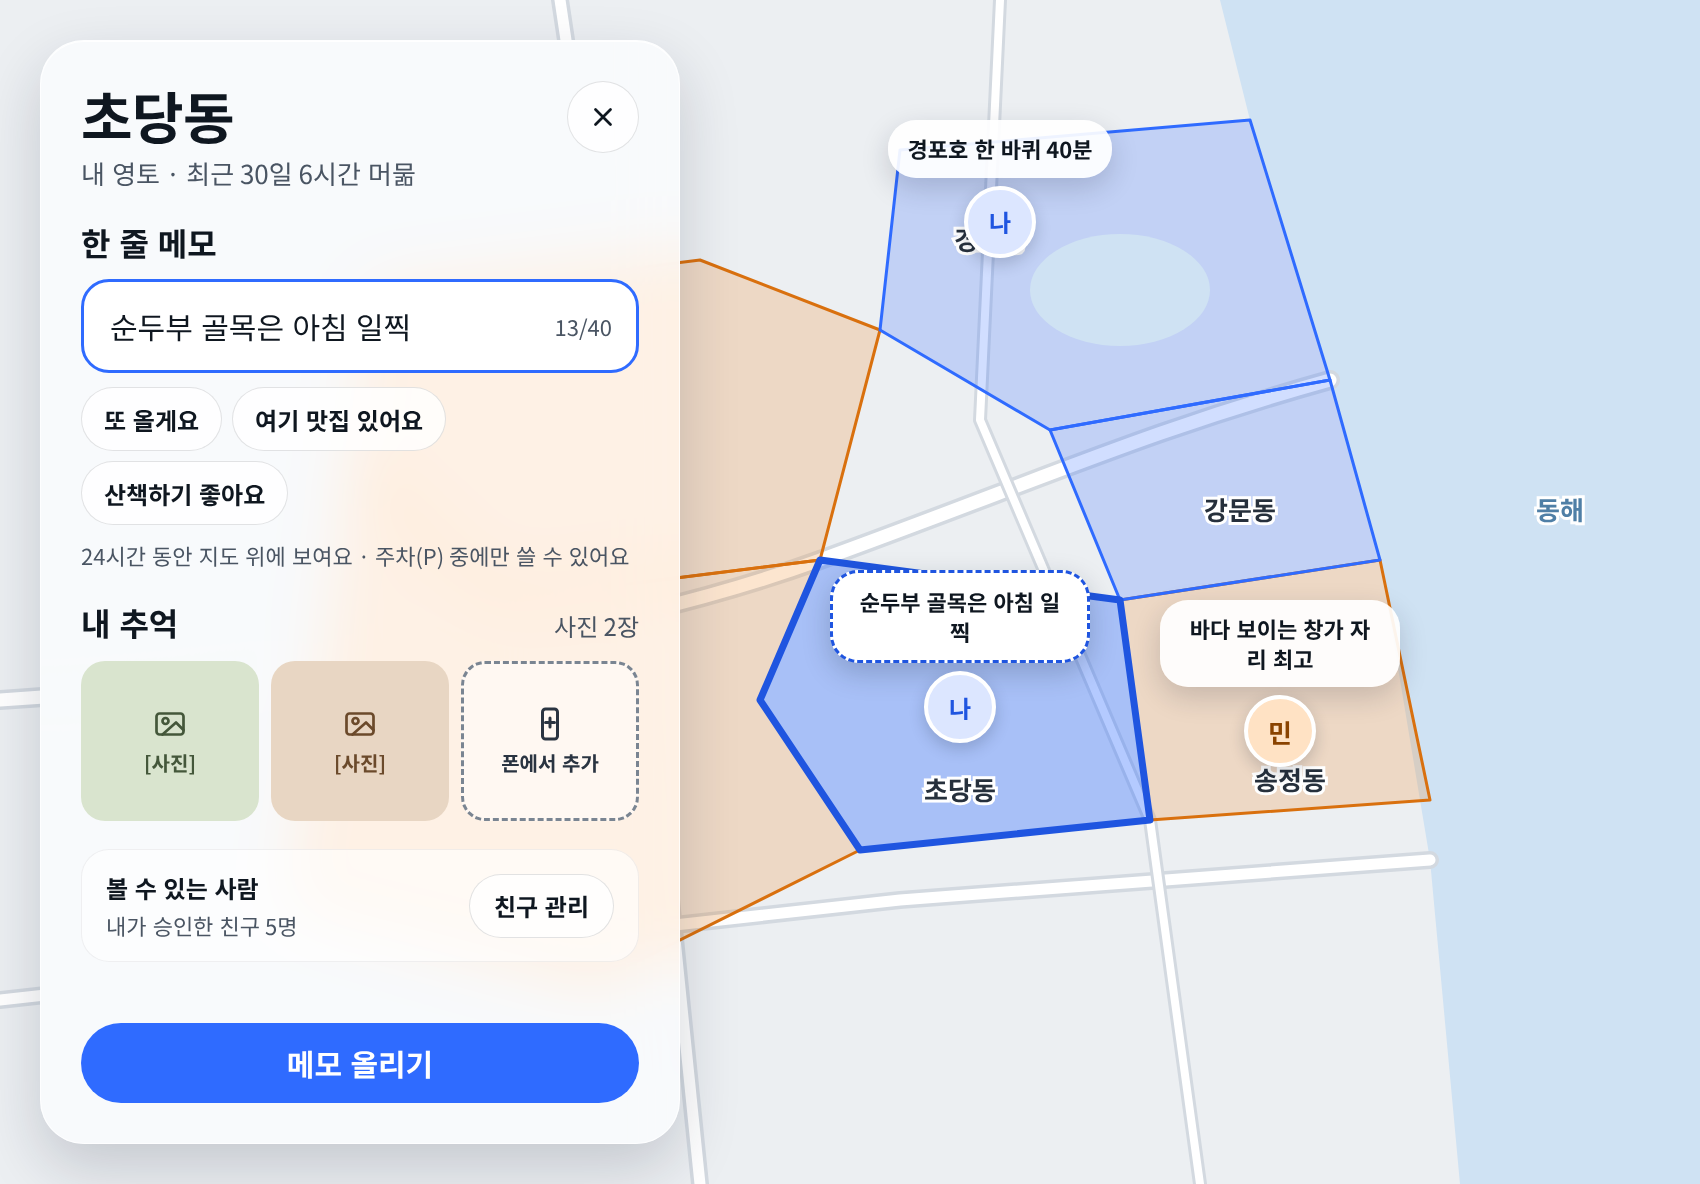 초당동
내 영토 · 최근 30일 6시간 머묾
한 줄 메모
순두부 골목은 아침 일찍
13/40
또 올게요
여기 맛집 있어요
산책하기 좋아요
24시간 동안 지도 위에 보여요 · 주차(P) 중에만 쓸 수 있어요
내 추억
사진 2장
[사진]
[사진]
폰에서 추가
볼 수 있는 사람
내가 승인한 친구 5명
친구 관리
메모 올리기
경포호 한 바퀴 40분
나
강문동
동해
순두부 골목은 아침 일
찍
나
초당동
바다 보이는 창가 자
리 최고
민
송정동